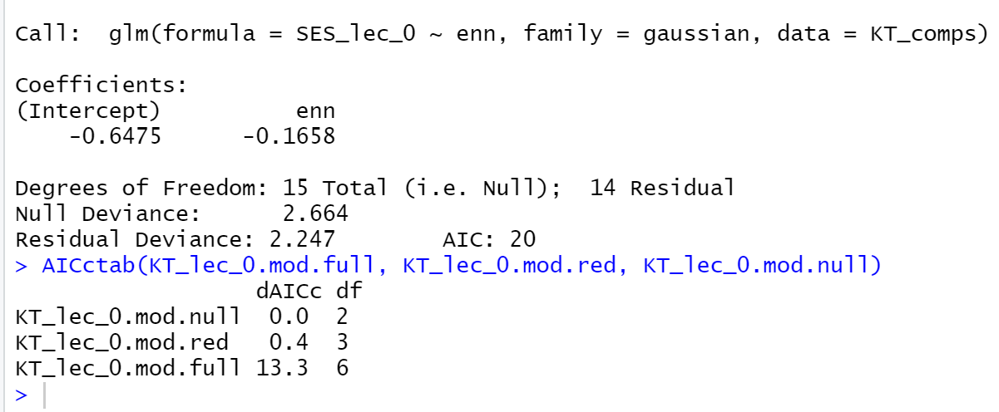 Call:  glm(formula = SES_lec_0 ~ enn, family = gaussian, data = KT_comps)
Coefficients:
(Intercept)          enn
    -0.6475      -0.1658
Degrees of Freedom: 15 Total (i.e. Null);  14 Residual
Null Deviance:      2.664
Residual Deviance: 2.247       AIC: 20
> AICctab(KT_lec_0.mod.full, KT_lec_0.mod.red, KT_lec_0.mod.null)
                  dAICc df
KT_lec_0.mod.null  0.0  2
KT_lec_0.mod.red   0.4  3
KT_lec_0.mod.full 13.3  6
>